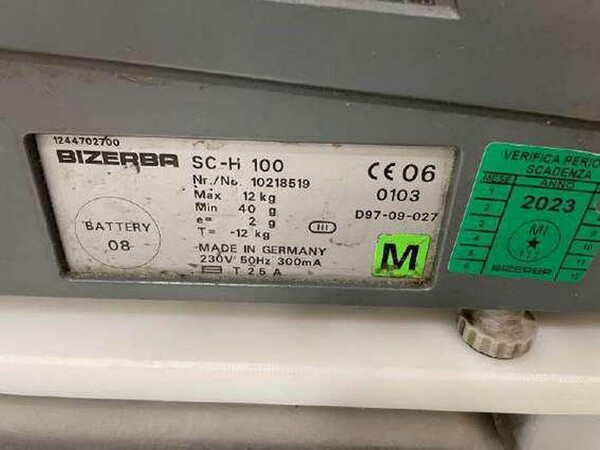 1244702700
BIZERBA SC-H 100
Nr./No. 10218519
Max 12 kg
Min 40 g
e= 2 g
T= -12 kg
MADE IN GERMANY
230V 50Hz 300mA
T 2.5 A
BATTERY
08
CE 06
0103
D97-09-027
III
M
VERIFICA PERIO
SCADENZA
MESE ANNO
2023
MI
111
BIZERBA